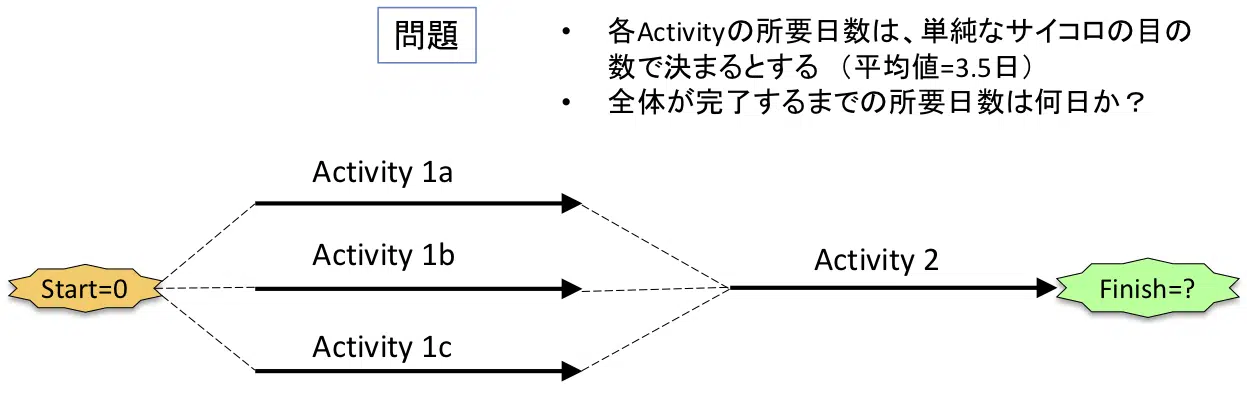 問題
• 各Activityの所要日数は、単純なサイコロの目の
数で決まるとする （平均値=3.5日）
• 全体が完了するまでの所要日数は何日か？
Activity 1a
Activity 1b
Activity 2
Start=0
Finish=?
Activity 1c